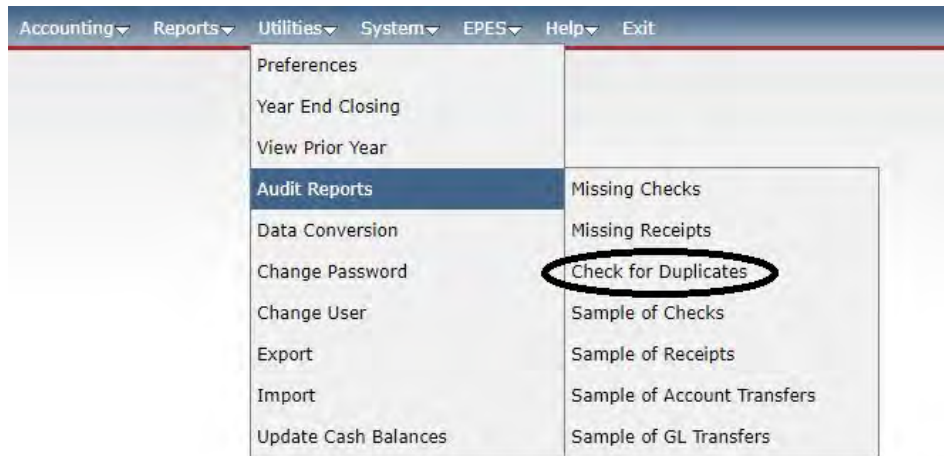 Accounting Reports Utilities System EPES Help Exit
Preferences
Year End Closing
View Prior Year
Audit Reports
Data Conversion
Change Password
Change User
Export
Import
Update Cash Balances
Missing Checks
Missing Receipts
Check for Duplicates
Sample of Checks
Sample of Receipts
Sample of Account Transfers
Sample of GL Transfers